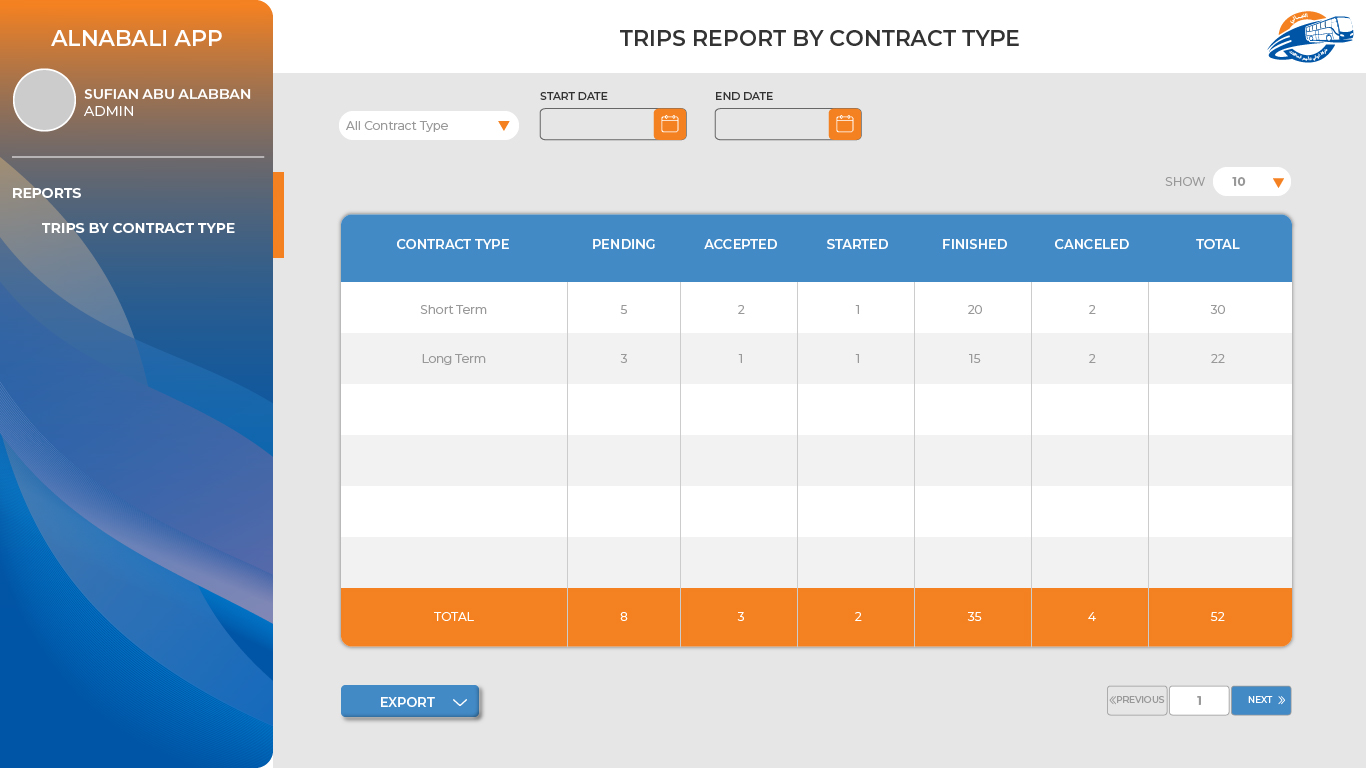 ALNABALI APP
SUFIAN ABU ALABBAN
ADMIN
REPORTS
TRIPS BY CONTRACT TYPE
TRIPS REPORT BY CONTRACT TYPE
All Contract Type
START DATE
END DATE
SHOW 10
CONTRACT TYPE PENDING ACCEPTED STARTED FINISHED CANCELED TOTAL
Short Term 5 2 1 20 2 30
Long Term 3 1 1 15 2 22
TOTAL 8 3 2 35 4 52
EXPORT
PREVIOUS 1 NEXT